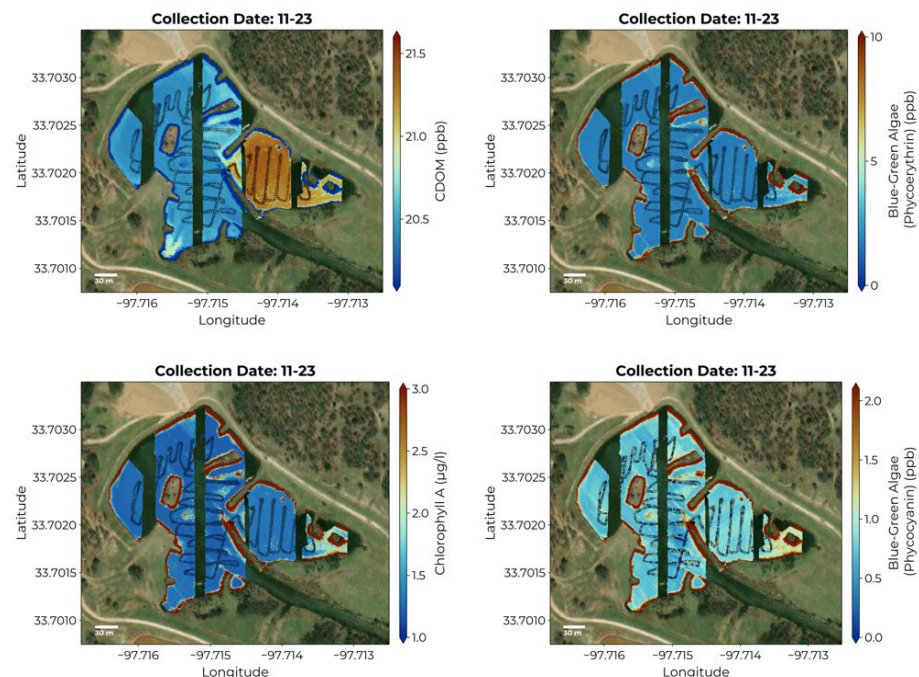 Collection Date: 11-23
33.7030
33.7025
33.7020
33.7015
33.7010
Latitude
30 m
−97.716 −97.715 −97.714 −97.713
Longitude
21.5
21.0
20.5
CDOM (ppb)
Collection Date: 11-23
33.7030
33.7025
33.7020
33.7015
33.7010
Latitude
30 m
−97.716 −97.715 −97.714 −97.713
Longitude
10
5
0
Blue-Green Algae
(Phycoerythrin) (ppb)
Collection Date: 11-23
33.7030
33.7025
33.7020
33.7015
33.7010
Latitude
30 m
−97.716 −97.715 −97.714 −97.713
Longitude
3.0
2.5
2.0
1.5
1.0
Chlorophyll A (µg/l)
Collection Date: 11-23
33.7030
33.7025
33.7020
33.7015
33.7010
Latitude
30 m
−97.716 −97.715 −97.714 −97.713
Longitude
2.0
1.5
1.0
0.5
0.0
Blue-Green Algae
(Phycocyanin) (ppb)